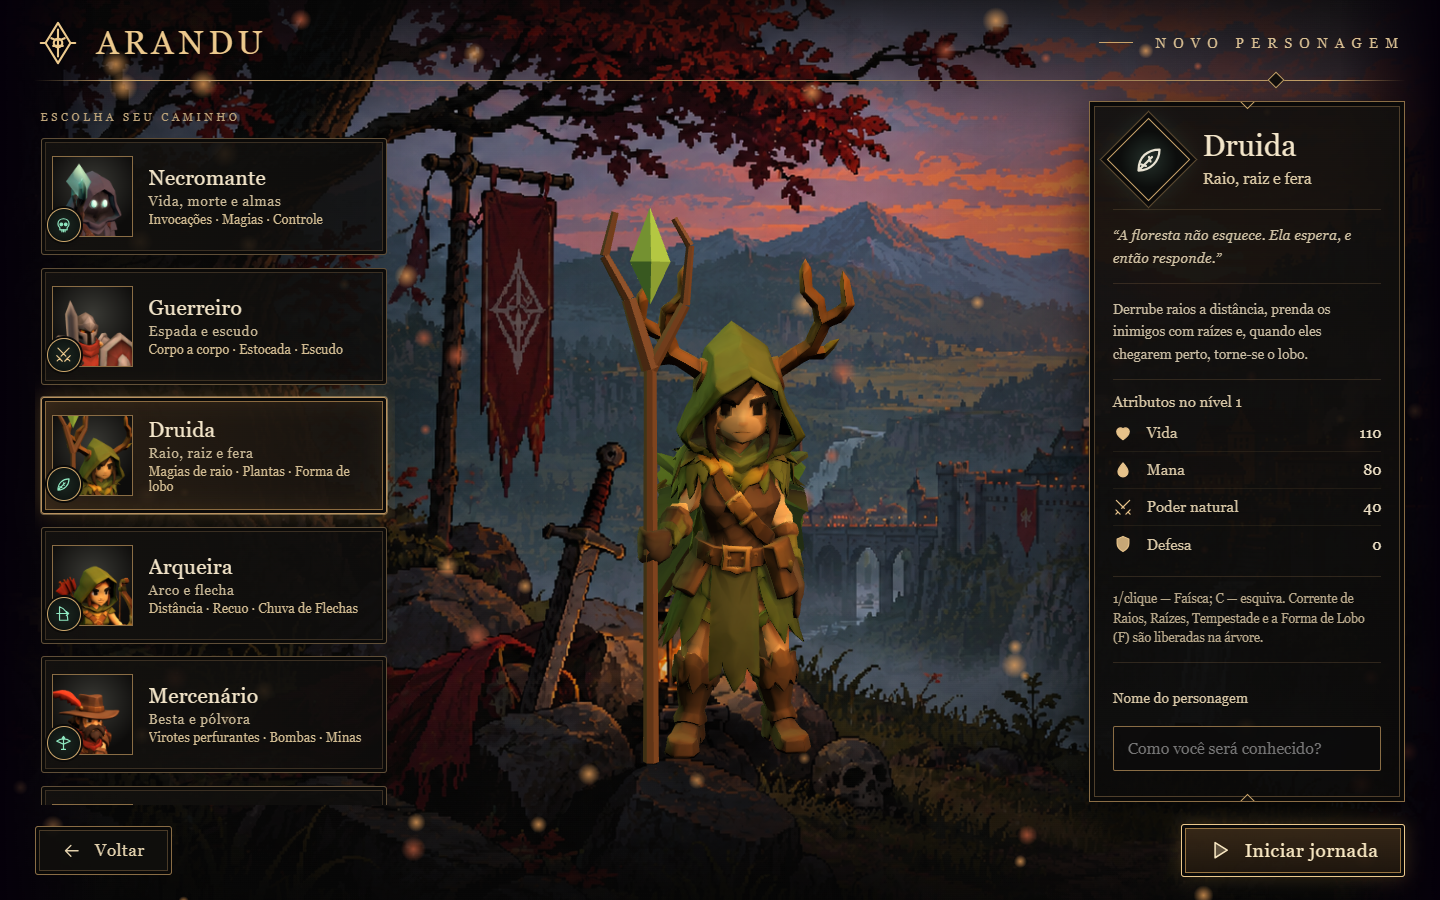 ARANDU
NOVO PERSONAGEM
ESCOLHA SEU CAMINHO
Necromante
Vida, morte e almas
Invocações · Magias · Controle
Guerreiro
Espada e escudo
Corpo a corpo · Estocada · Escudo
Druida
Raio, raiz e fera
Magias de raio · Plantas · Forma de
lobo
Arqueira
Arco e flecha
Distância · Recuo · Chuva de Flechas
Mercenário
Besta e pólvora
Virotes perfurantes · Bombas · Minas
Voltar
Druida
Raio, raiz e fera
“A floresta não esquece. Ela espera, e
então responde.”
Derrube raios a distância, prenda os
inimigos com raízes e, quando eles
chegarem perto, torne-se o lobo.
Atributos no nível 1
Vida 110
Mana 80
Poder natural 40
Defesa 0
1/clique — Faísca; C — esquiva. Corrente de
Raios, Raízes, Tempestade e a Forma de Lobo
(F) são liberadas na árvore.
Nome do personagem
Como você será conhecido?
Iniciar jornada